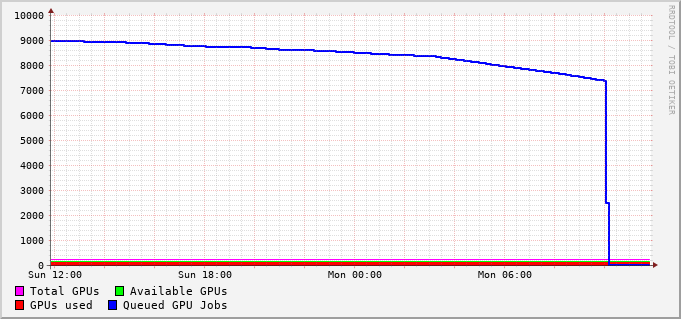 10000
9000
8000
7000
6000
5000
4000
3000
2000
1000
0
Sun 12:00 Sun 18:00 Mon 00:00 Mon 06:00
Total GPUs Available GPUs
GPUs used Queued GPU Jobs
RRDTOOL / TOBI OETIKER